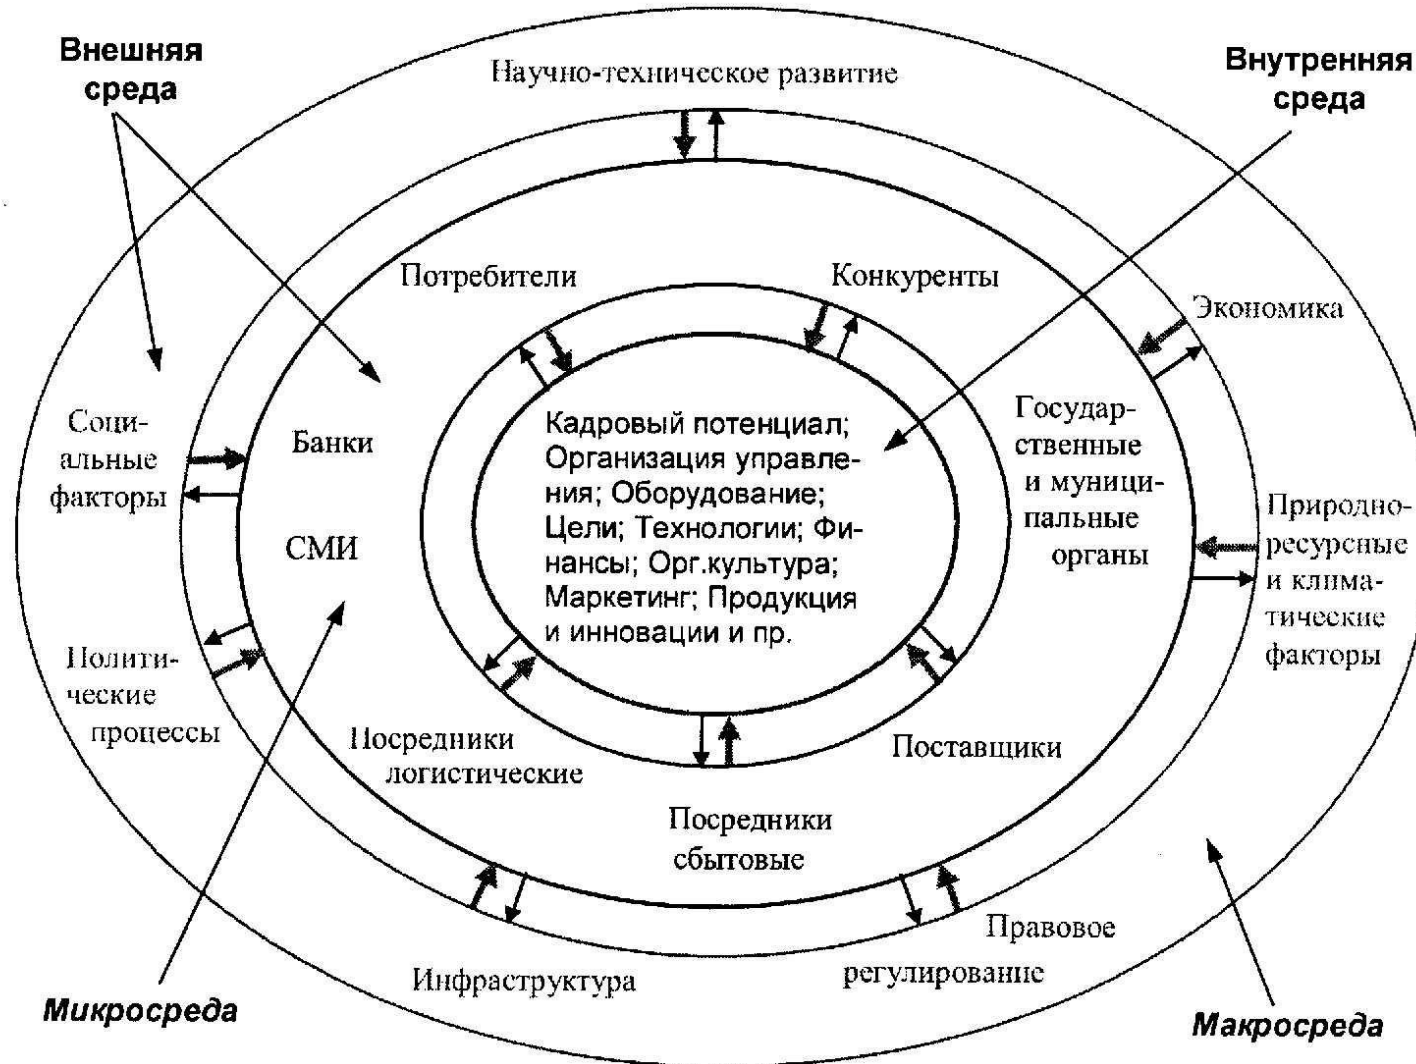 Внешняя
среда
Научно-техническое развитие
Внутренняя
среда
Потребители
Конкуренты
Экономика
Социа-
альные
факторы
Банки
СМИ
Кадровый потенциал;
Организация управле-
ния; Оборудование;
Цели; Технологии; Фи-
нансы; Орг.культура;
Маркетинг; Продукция
и инновации и пр.
Государ-
ственные
и муници-
пальные
органы
Природно-
ресурсные
и клима-
тические
факторы
Полити-
ческие
процессы
Посредники
логистические
Поставщики
Посредники
сбытовые
Инфраструктура
Правовое
регулирование
Микросреда
Макросреда